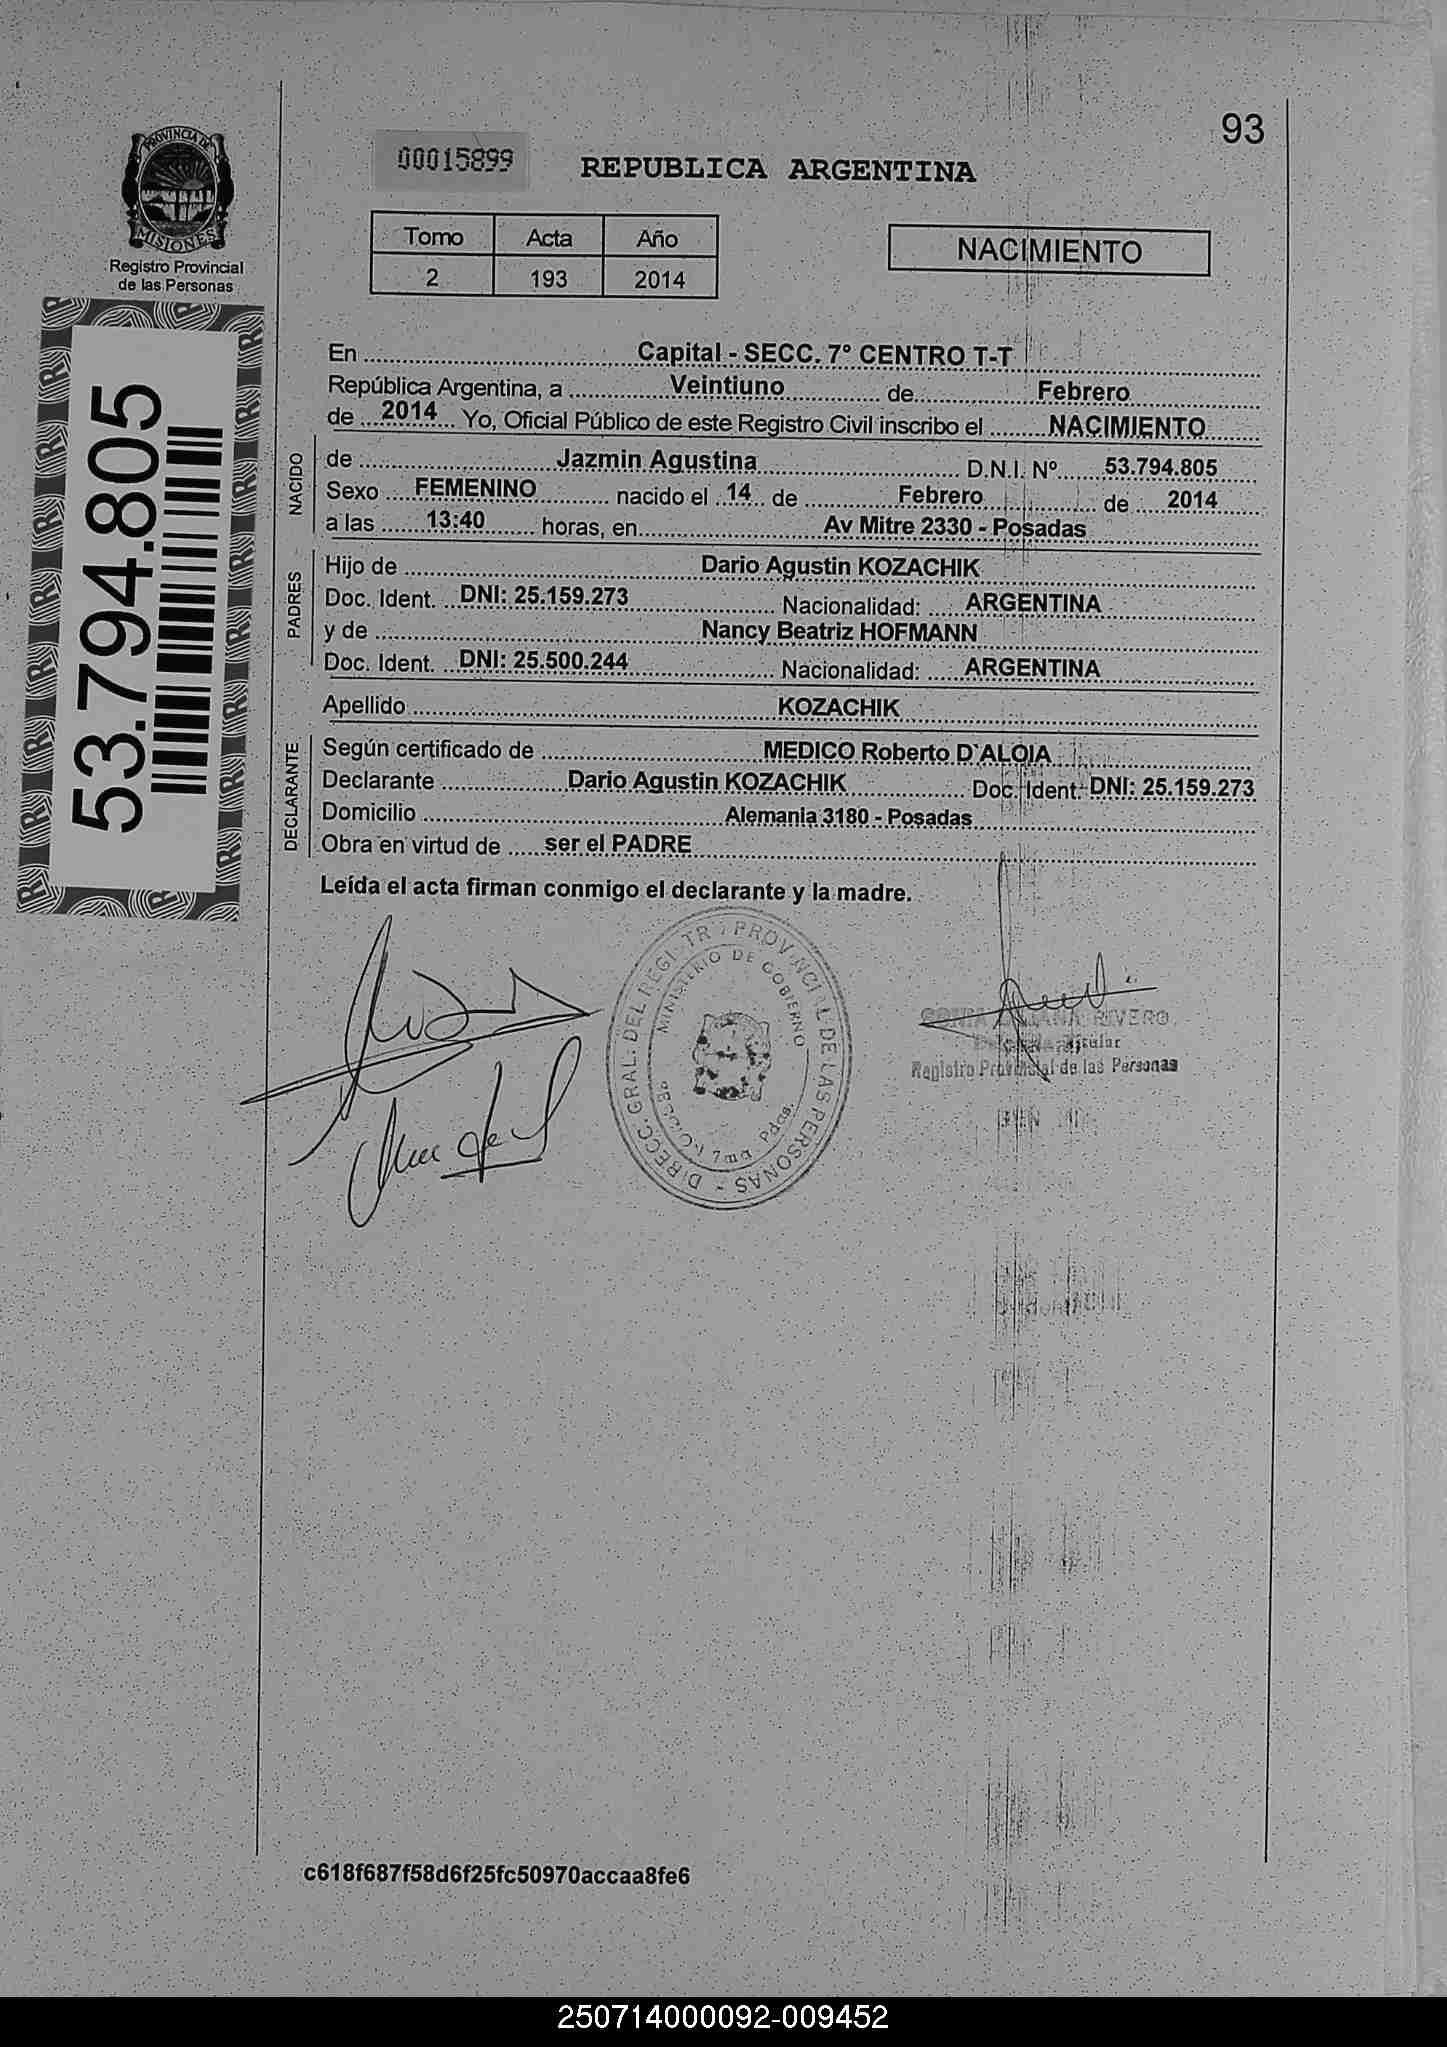 93
00015899
REPUBLICA ARGENTINA
PROVINCIA DE
MISIONES
Registro Provincial
de las Personas
Tomo Acta Año
2 193 2014
NACIMIENTO
53.794.805
En Capital - SECC. 7° CENTRO T-T
República Argentina, a Veintiuno de Febrero
de 2014 Yo, Oficial Público de este Registro Civil inscribo el NACIMIENTO
NACIDO
de Jazmin Agustina D.N.I. Nº 53.794.805
Sexo FEMENINO nacido el 14 de Febrero de 2014
a las 13:40 horas, en Av Mitre 2330 - Posadas
PADRES
Hijo de Dario Agustin KOZACHIK
Doc. Ident. DNI: 25.159.273 Nacionalidad: ARGENTINA
y de Nancy Beatriz HOFMANN
Doc. Ident. DNI: 25.500.244 Nacionalidad: ARGENTINA
Apellido KOZACHIK
DECLARANTE
Según certificado de MEDICO Roberto D`ALOIA
Declarante Dario Agustin KOZACHIK Doc. Ident. DNI: 25.159.273
Domicilio Alemania 3180 - Posadas
Obra en virtud de ser el PADRE
Leída el acta firman conmigo el declarante y la madre.
DIRECC. GRAL. DEL REGISTRO PROVINCIAL DE LAS PERSONAS -
MINISTERIO DE GOBIERNO
7ma Pdas.
RIVERO
Titular
Registro Provincial de las Personas
c618f687f58d6f25fc50970accaa8fe6
250714000092-009452